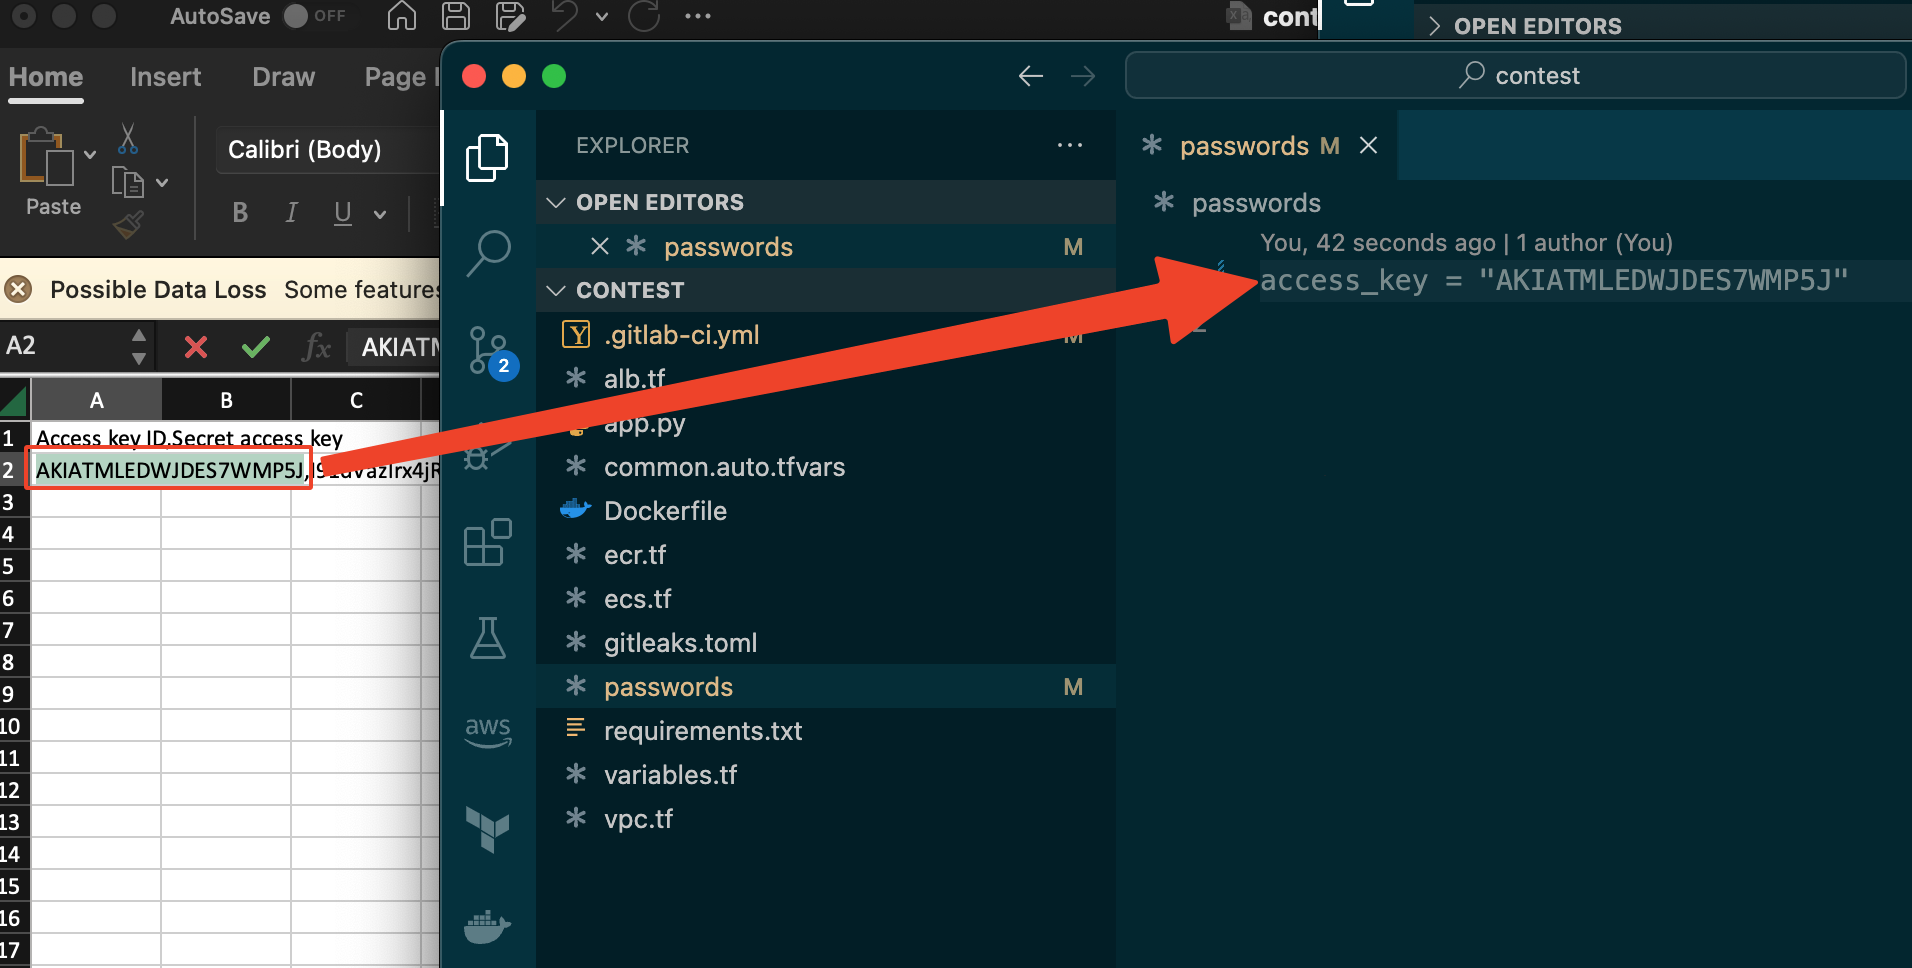 AutoSave OFF
cont
OPEN EDITORS
Home Insert Draw Page
contest
Calibri (Body)
Paste
B I U
EXPLORER
passwords M
OPEN EDITORS
passwords
passwords M
You, 42 seconds ago | 1 author (You)
access_key = "AKIATMLEDWJDES7WMP5J"
Possible Data Loss Some features
CONTEST
A2
fx
AKIATM
.gitlab-ci.yml M
2
alb.tf
A B C
app.py
1 Access key ID,Secret access key
2 AKIATMLEDWJDES7WMP5J,
common.auto.tfvars
3
Dockerfile
4
ecr.tf
5
ecs.tf
6
gitleaks.toml
7
passwords M
8
requirements.txt
9
variables.tf
10
vpc.tf
11
12
13
14
15
16
17
aws